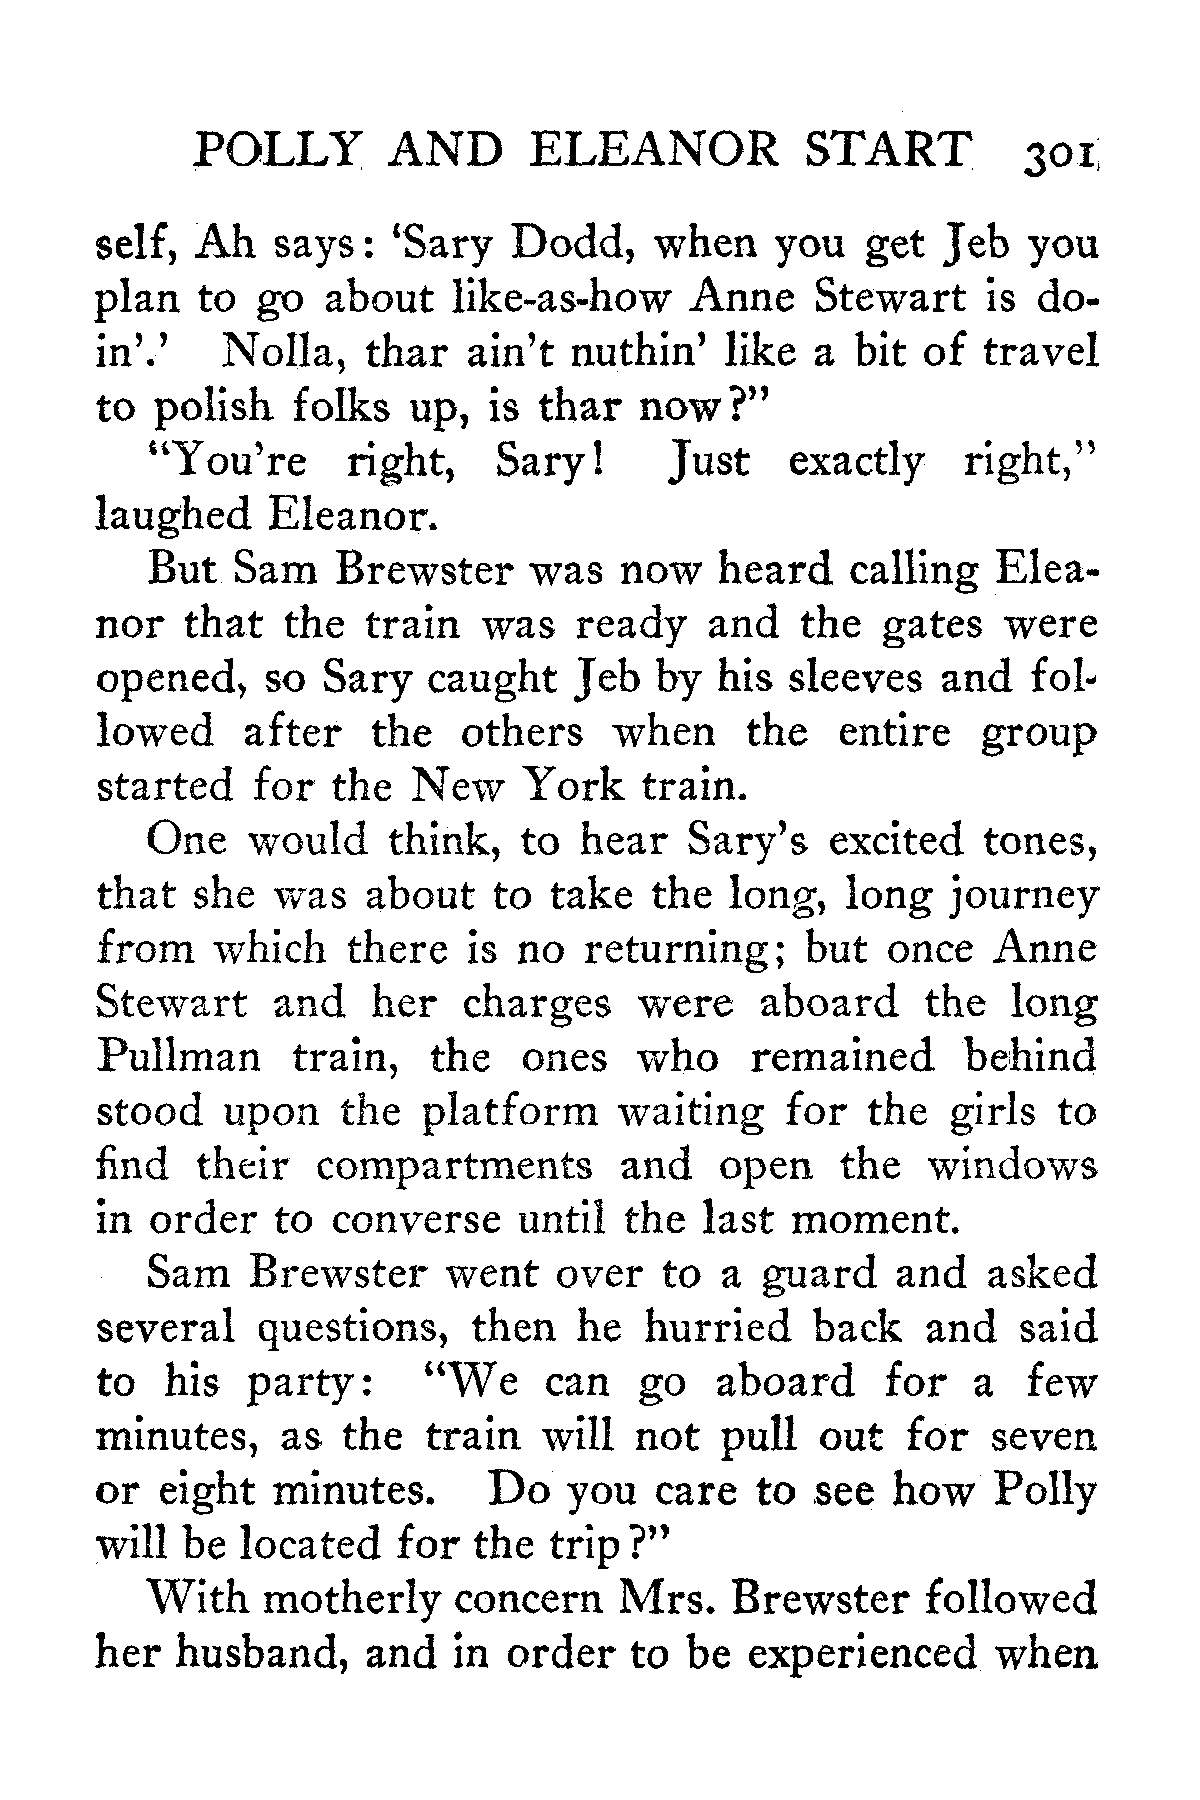 POLLY AND ELEANOR START 301
self, Ah says: ‘Sary Dodd, when you get Jeb you
plan to go about like-as-how Anne Stewart is do-
in’.’ Nolla, thar ain’t nuthin’ like a bit of travel
to polish folks up, is thar now?”
“You’re right, Sary! Just exactly right,”
laughed Eleanor.
But Sam Brewster was now heard calling Elea-
nor that the train was ready and the gates were
opened, so Sary caught Jeb by his sleeves and fol-
lowed after the others when the entire group
started for the New York train.
One would think, to hear Sary’s excited tones,
that she was about to take the long, long journey
from which there is no returning; but once Anne
Stewart and her charges were aboard the long
Pullman train, the ones who remained behind
stood upon the platform waiting for the girls to
find their compartments and open the windows
in order to converse until the last moment.
Sam Brewster went over to a guard and asked
several questions, then he hurried back and said
to his party: “We can go aboard for a few
minutes, as the train will not pull out for seven
or eight minutes. Do you care to see how Polly
will be located for the trip?”
With motherly concern Mrs. Brewster followed
her husband, and in order to be experienced when